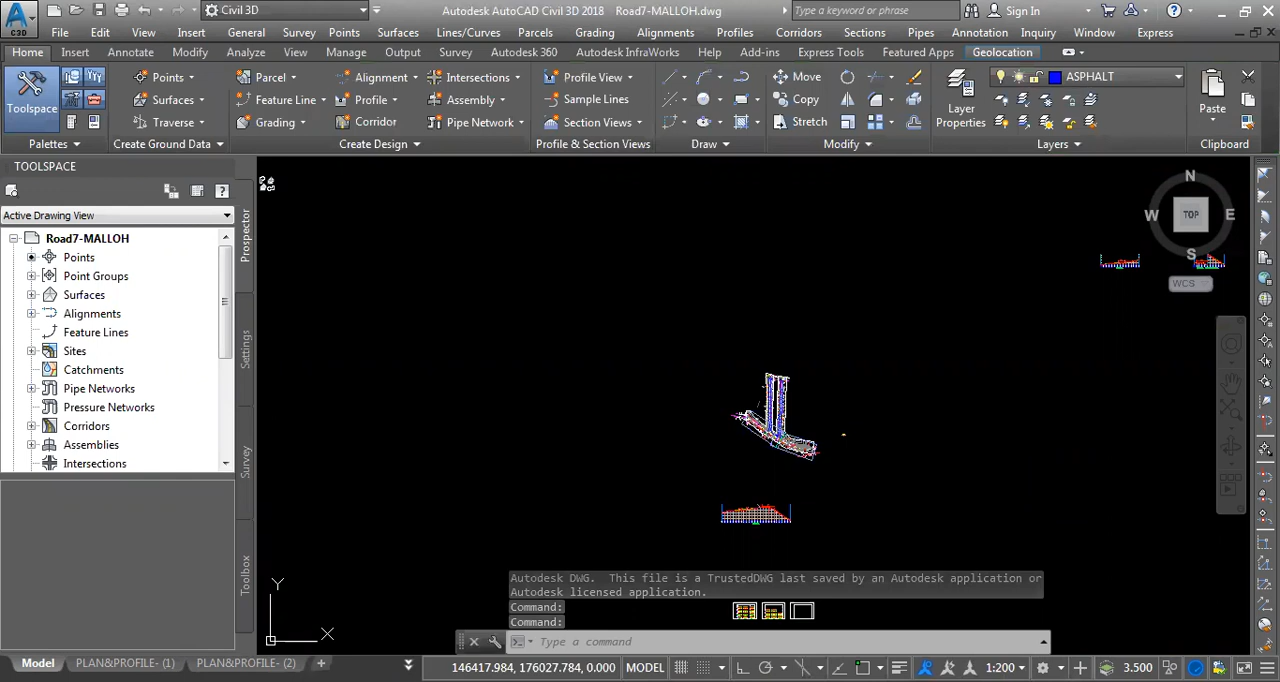 C3D Civil 3D Autodesk AutoCAD Civil 3D 2018 Road7-MALLOH.dwg Type a keyword or phrase Sign In
File Edit View Insert General Survey Points Surfaces Lines/Curves Parcels Grading Alignments Profiles Corridors Sections Pipes Annotation Inquiry Window Express
Home Insert Annotate Modify Analyze View Manage Output Survey Autodesk 360 Autodesk InfraWorks Help Add-ins Express Tools Featured Apps Geolocation
Points Parcel Alignment Intersections Profile View Move ASPHALT
Toolspace Surfaces Feature Line Profile Assembly Sample Lines Copy Layer Properties Paste
Traverse Grading Corridor Pipe Network Section Views Stretch
Palettes Create Ground Data Create Design Profile & Section Views Draw Modify Layers Clipboard
TOOLSPACE
Active Drawing View
Road7-MALLOH
Points
Point Groups
Surfaces
Alignments
Feature Lines
Sites
Catchments
Pipe Networks
Pressure Networks
Corridors
Assemblies
Intersections
Prospector
Settings
Survey
Toolbox
N
W TOP E
S
WCS
Y
X
Autodesk DWG. This file is a TrustedDWG last saved by an Autodesk application or
Autodesk licensed application.
Command:
Command:
Type a command
Model PLAN&PROFILE- (1) PLAN&PROFILE- (2) + 146417.984, 176027.784, 0.000 MODEL 1:200 3.500